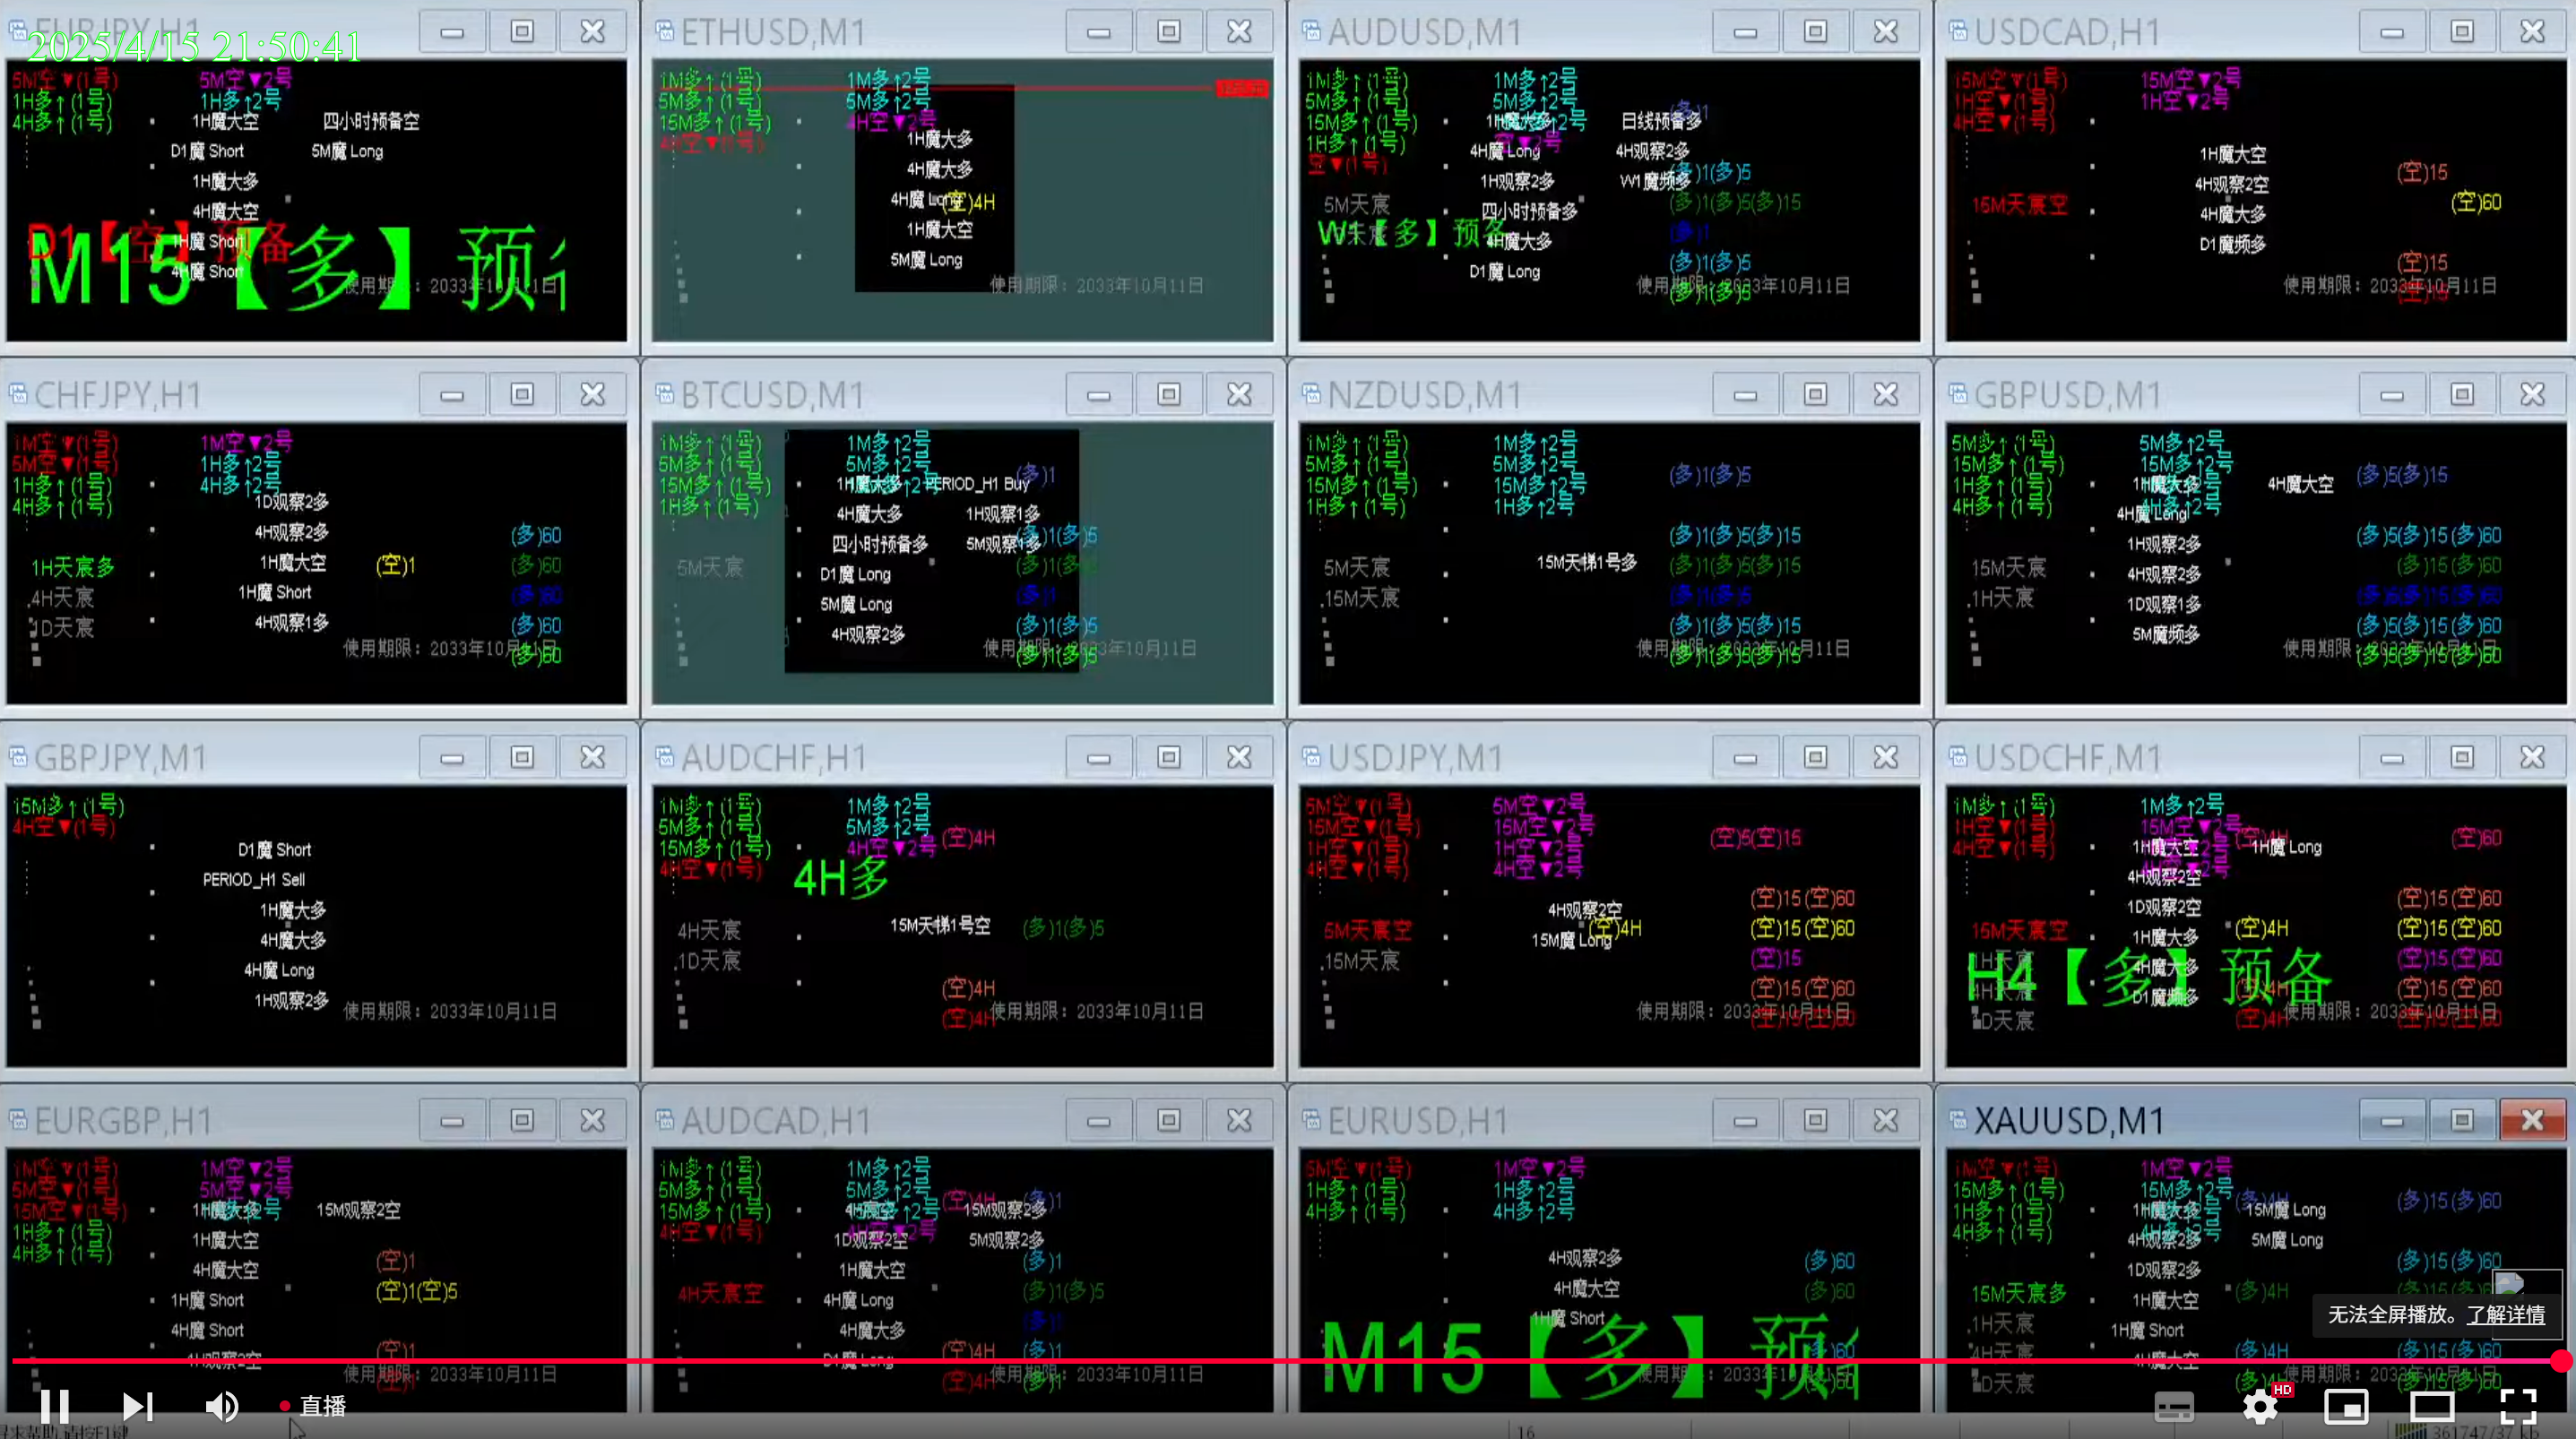 EURJPY,H1
2025/4/15 21:50:41
5M空▼(1号) 5M空▼2号
1H多↑(1号) 1H多↑2号
4H多↑(1号) 1H魔大空 四小时预备空
D1魔 Short 5M魔 Long
1H魔大多
4H魔大空
D1【空】预备
1H魔 Short
M15【多】预
4H魔 Short
使用期限：2033年10月11日
ETHUSD,M1
1M多↑(1号) 1M多↑2号
5M多↑(1号) 5M多↑2号
15M多↑(1号) 4H空▼2号
4H空▼(1号) 1H魔大多
4H魔大多
4H魔 Long (空)4H
1H魔大空
5M魔 Long
使用期限：2033年10月11日
AUDUSD,M1
1M多↑(1号) 1M多↑2号
5M多↑(1号) 5M多↑2号
15M多↑(1号) 1H魔大多 日线预备多 (多)1
1H多↑(1号) 4H魔 Long 4H观察2多
空▼(1号) 空▼2号
1H观察2多 W1魔频多 (多)1(多)5
5M天宸 四小时预备多 (多)1(多)5(多)15
W1【多】预备 4H魔大多 (多)1
D1魔 Long (多)1(多)5
使用期限：2033年10月11日
(多)1(多)5
USDCAD,H1
15M空▼(1号) 15M空▼2号
1H空▼(1号) 1H空▼2号
4H空▼(1号)
1H魔大空 (空)15
4H观察2空
15M天宸空 4H魔大多 (空)60
D1魔频多
(空)15
使用期限：2033年10月11日
(空)15
CHFJPY,H1
1M空▼(1号) 1M空▼2号
5M空▼(1号) 1H多↑2号
1H多↑(1号) 4H多↑2号
4H多↑(1号) 1D观察2多
4H观察2多 (多)60
1H天宸多 1H魔大空 (空)1 (多)60
4H天宸 1H魔 Short (多)60
1D天宸 4H观察1多 (多)60
使用期限：2033年10月11日
(多)60
BTCUSD,M1
1M多↑(1号) 1M多↑2号
5M多↑(1号) 5M多↑2号
15M多↑(1号) 1H魔大多 PERIOD_H1 Buy (多)1
1H多↑(1号) 4H魔大多 1H观察1多
四小时预备多 5M观察1多 (多)1(多)5
5M天宸 D1魔 Long
5M魔 Long (多)1
4H观察2多 (多)1(多)5
使用期限：2033年10月11日
(多)1(多)5
NZDUSD,M1
1M多↑(1号) 1M多↑2号
5M多↑(1号) 5M多↑2号 (多)1(多)5
15M多↑(1号) 15M多↑2号
1H多↑(1号) 1H多↑2号
(多)1(多)5(多)15
5M天宸 15M天梯1号多 (多)1(多)5(多)15
15M天宸 (多)1(多)5
(多)1(多)5(多)15
使用期限：2033年10月11日
(多)1(多)5(多)15
GBPUSD,M1
5M多↑(1号) 5M多↑2号
15M多↑(1号) 15M多↑2号 (多)5(多)15
1H多↑(1号) 1H魔大多 4H魔大空
4H多↑(1号) 4H魔 Long
1H观察2多 (多)5(多)15(多)60
15M天宸 4H观察2多 (多)15(多)60
1H天宸 1D观察1多 (多)5(多)15(多)60
5M魔频多 (多)5(多)15(多)60
使用期限：2033年10月11日
(多)5(多)15(多)60
GBPJPY,M1
15M多↑(1号)
4H空▼(1号)
D1魔 Short
PERIOD_H1 Sell
1H魔大多
4H魔大多
4H魔 Long
1H观察2多
使用期限：2033年10月11日
AUDCHF,H1
1M多↑(1号) 1M多↑2号
5M多↑(1号) 5M多↑2号 (空)4H
15M多↑(1号) 4H空▼2号
4H空▼(1号) 4H多
4H天宸 15M天梯1号空 (多)1(多)5
1D天宸
(空)4H
使用期限：2033年10月11日
(空)4H
USDJPY,M1
5M空▼(1号) 5M空▼2号
15M空▼(1号) 15M空▼2号 (空)5(空)15
1H空▼(1号) 1H空▼2号
4H空▼(1号) 4H空▼2号
4H观察2空 (空)15(空)60
5M天宸空 15M魔 Long (空)4H (空)15(空)60
15M天宸 (空)15
(空)15(空)60
使用期限：2033年10月11日
(空)15(空)60
USDCHF,M1
1M多↑(1号) 1M多↑2号
1H空▼(1号) 15M空▼2号 (空)4H (空)60
4H空▼(1号) 1H魔大空 1H魔 Long
4H空▼2号
4H观察2空
1D观察2空 (空)15(空)60
15M天宸空 1H魔大多 (空)4H (空)15(空)60
1H天宸 4H魔大多 (空)15(空)60
H4【多】预备
4H天宸 D1魔频多 (空)4H (空)15(空)60
1D天宸 (空)4H 使用期限：2033年10月11日
(空)15(空)60
EURGBP,H1
1M空▼(1号) 1M空▼2号
5M空▼(1号) 5M空▼2号
15M空▼(1号) 1H魔大多 15M观察2空
1H多↑(1号) 1H魔大空
4H多↑(1号) 4H魔大空 (空)1
1H魔 Short (空)1(空)5
4H魔 Short
4H观察2空 (空)1
使用期限：2033年10月11日
(空)1
AUDCAD,H1
1M多↑(1号) 1M多↑2号
5M多↑(1号) 5M多↑2号 (空)4H (多)1
15M多↑(1号) 15M观察2多
4H空▼(1号) 1D观察2空 5M观察2多
1H魔大空 (多)1
4H天宸空 4H魔 Long (多)1(多)5
4H魔大多
D1魔 Long (空)4H (多)1
使用期限：2033年10月11日
(空)4H (多)1
EURUSD,H1
5M空▼(1号) 1M空▼2号
1H多↑(1号) 1H多↑2号
4H多↑(1号) 4H多↑2号
4H观察2多 (多)60
4H魔大空 (多)60
1H魔 Short
M15【多】预
(多)60
使用期限：2033年10月11日
XAUUSD,M1
1M空▼(1号) 1M空▼2号
15M多↑(1号) 15M多↑2号 (多)4H (多)15(多)60
1H多↑(1号) 1H魔大多 15M魔 Long
4H多↑(1号) 4H观察2多 5M魔 Long
1D观察2多 (多)15(多)60
15M天宸多 1H魔大空 (多)4H
1H天宸 1H魔 Short
4H天宸 4H魔大空 (多)4H (多)15(多)60
1D天宸 使用期限：2033年10月11日
无法全屏播放。了解详情
直播
HD
16
361747/37 kb